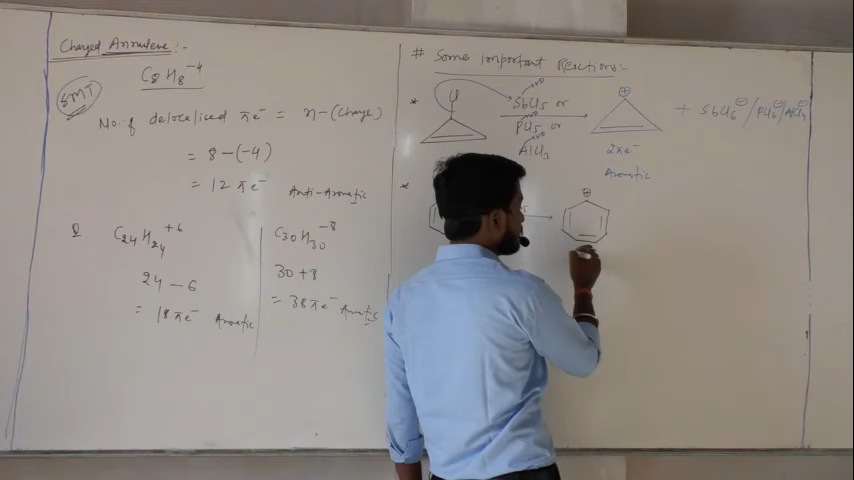 Charged Annulene :-
C8H8⁻⁴
SMT
No. of delocalised πe⁻ = n - (charge)
= 8 - (-4)
= 12 πe⁻ Anti-Aromatic
Q C24H24⁺⁶
24 - 6
= 18 πe⁻ Aromatic
C30H30⁻⁸
30 + 8
= 38 πe⁻ Aromatic
# Some Important Reactions:-
* Cl SbCl5 or
PCl5 or
AlCl3
⊕
2πe⁻
Aromatic
+ SbCl6⊖ / PCl6⊖ / AlCl4⊖
*
⊕